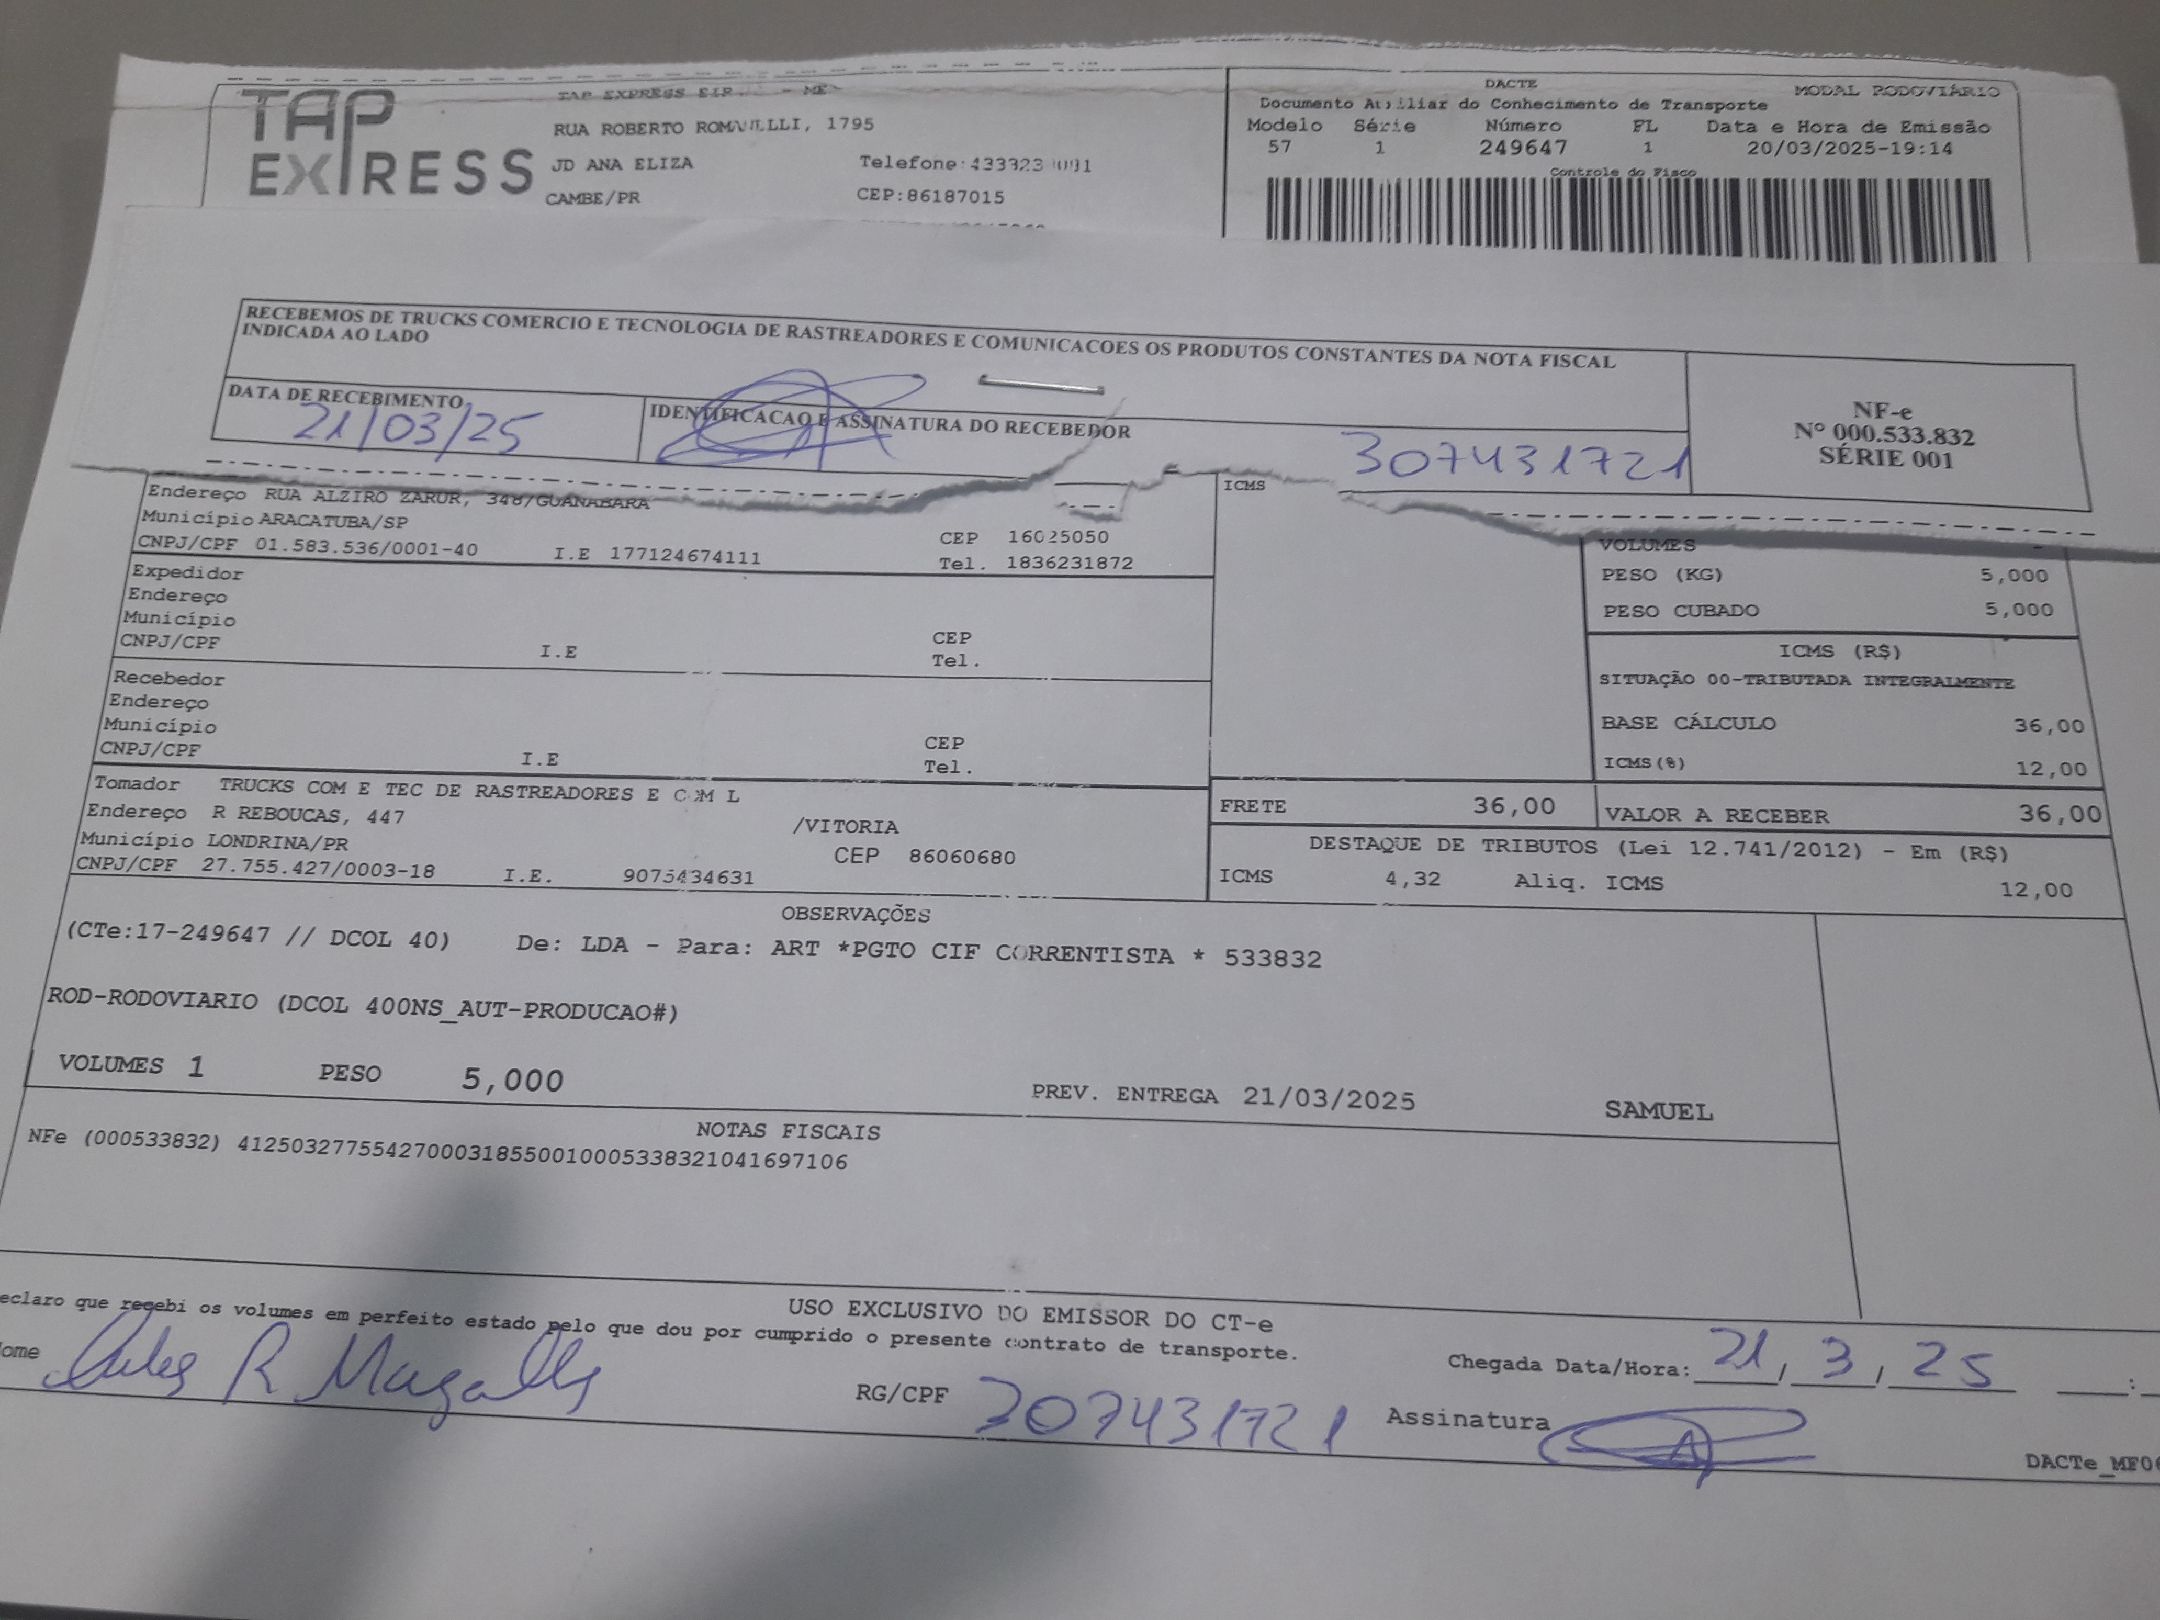 TAP EXPRESS
TAP EXPRESS EIR - ME
RUA ROBERTO 1795
JD ANA ELIZA Telefone:
CAMBE/PR CEP:86187015
DACTE MODAL RODOVIÁRIO
Documento Auxiliar do Conhecimento de Transporte
Modelo Série Número FL Data e Hora de Emissão
57 1 249647 1 20/03/2025-19:14
Controle do Fisco
RECEBEMOS DE TRUCKS COMERCIO E TECNOLOGIA DE RASTREADORES E COMUNICACOES OS PRODUTOS CONSTANTES DA NOTA FISCAL
INDICADA AO LADO
DATA DE RECEBIMENTO IDENTIFICACAO E ASSINATURA DO RECEBEDOR
21/03/25 307431721
NF-e
Nº 000.533.832
SÉRIE 001
Endereço RUA ALZIRO ZARUR, 348/GUANABARA
Município ARACATUBA/SP CEP 16025050
CNPJ/CPF 01.583.536/0001-40 I.E 177124674111 Tel. 1836231872
Expedidor
Endereço
Município CEP
CNPJ/CPF I.E Tel.
Recebedor
Endereço
Município CEP
CNPJ/CPF I.E Tel.
Tomador TRUCKS COM E TEC DE RASTREADORES E COM L
Endereço R REBOUCAS, 447 /VITORIA
Município LONDRINA/PR CEP 86060680
CNPJ/CPF 27.755.427/0003-18 I.E. 9075434631
ICMS
VOLUMES
PESO (KG) 5,000
PESO CUBADO 5,000
ICMS (R$)
SITUAÇÃO 00-TRIBUTADA INTEGRALMENTE
BASE CÁLCULO 36,00
ICMS(%) 12,00
FRETE 36,00 VALOR A RECEBER 36,00
DESTAQUE DE TRIBUTOS (Lei 12.741/2012) - Em (R$)
ICMS 4,32 Aliq. ICMS 12,00
OBSERVAÇÕES
(CTe:17-249647 // DCOL 40) De: LDA - Para: ART *PGTO CIF CORRENTISTA * 533832
ROD-RODOVIARIO (DCOL 400NS_AUT-PRODUCAO#)
VOLUMES 1 PESO 5,000 PREV. ENTREGA 21/03/2025 SAMUEL
NOTAS FISCAIS
NFe (000533832) 41250327755427000318550010005338321041697106
USO EXCLUSIVO DO EMISSOR DO CT-e
eclaro que recebi os volumes em perfeito estado pelo que dou por cumprido o presente contrato de transporte.
ome R RG/CPF 307431721
Chegada Data/Hora: 21/3/25 :
Assinatura
DACTe_MF06